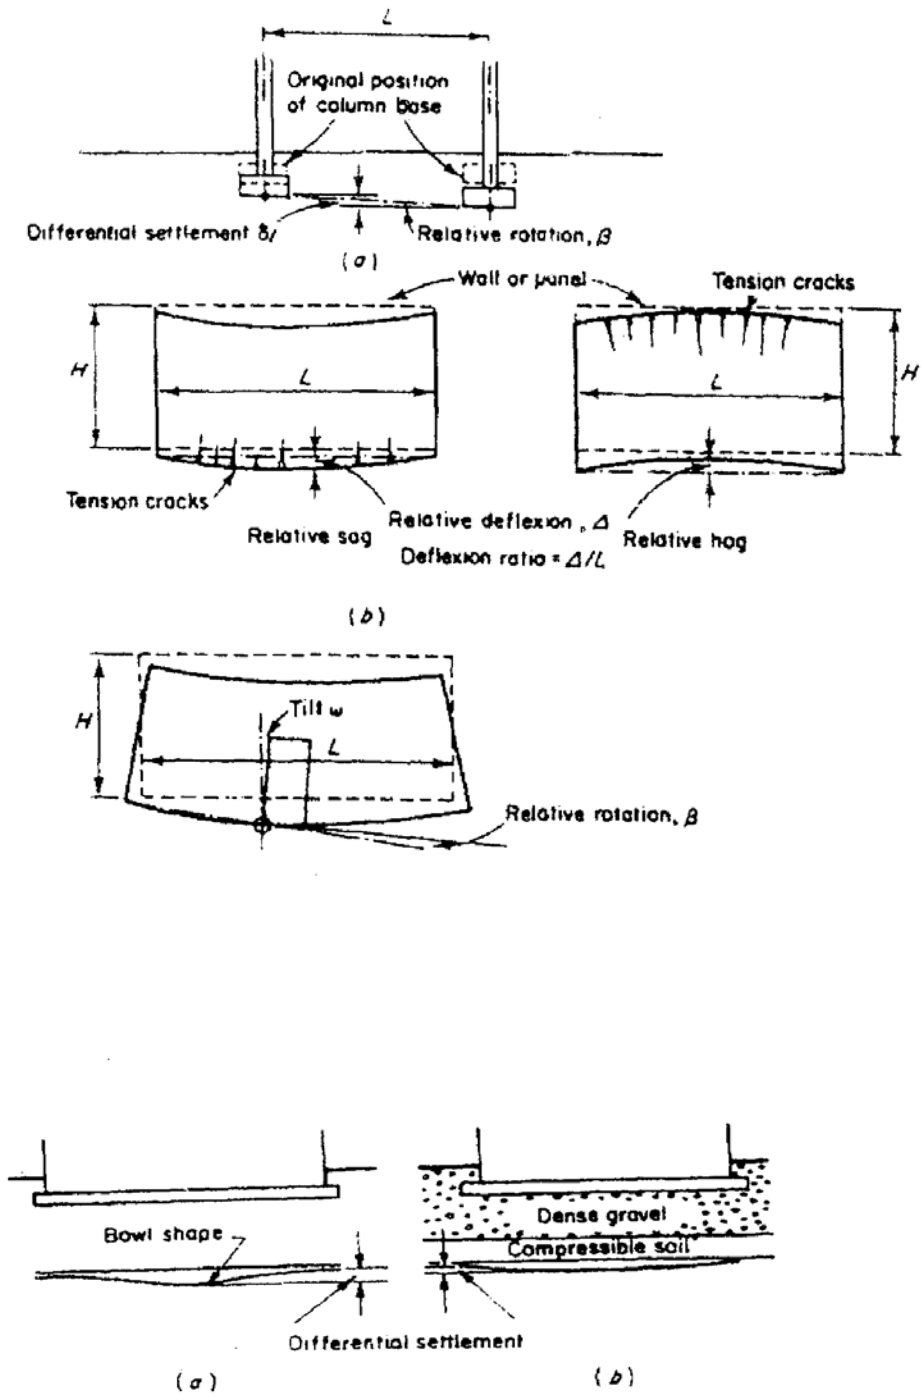 L
Original position
of column base
Differential settlement δ
Relative rotation, β
(a)
Wall or panel
Tension cracks
H
L
L
H
Tension cracks
Relative sag
Relative deflexion, Δ
Deflexion ratio = Δ/L
Relative hog
(b)
H
Tilt ω
L
Relative rotation, β
Dense gravel
Bowl shape
Compressible soil
Differential settlement
(a)
(b)